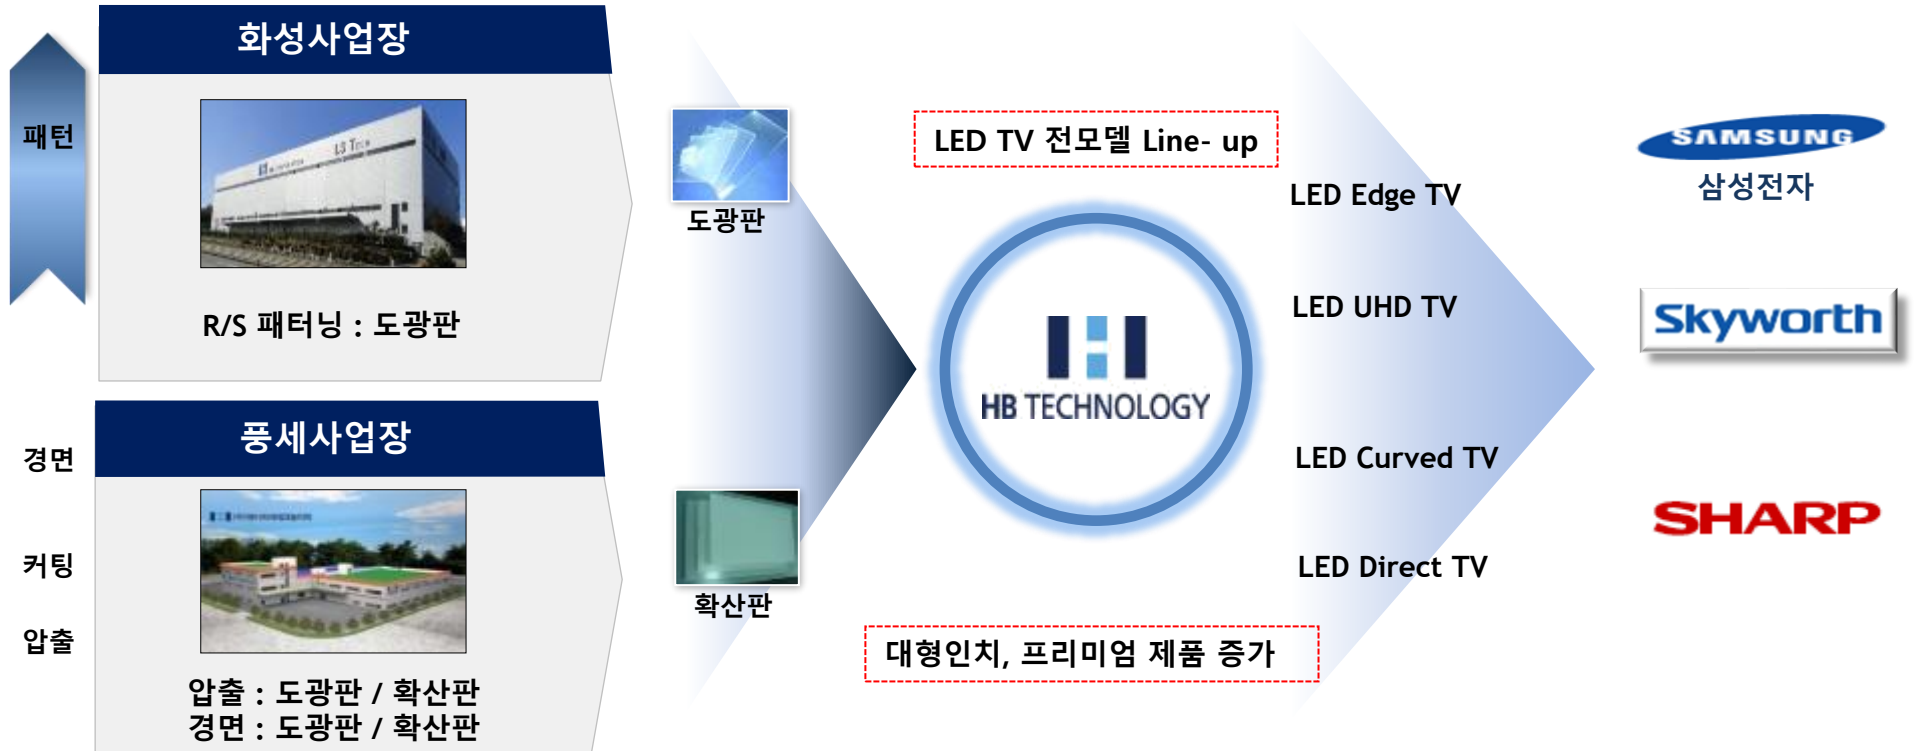 화성사업장
패턴
LS Tech
R/S 패터닝 : 도광판
풍세사업장
경면
커팅
압출
압출 : 도광판 / 확산판
경면 : 도광판 / 확산판
도광판
확산판
LED TV 전모델 Line- up
HB TECHNOLOGY
대형인치, 프리미엄 제품 증가
LED Edge TV
LED UHD TV
LED Curved TV
LED Direct TV
SAMSUNG
삼성전자
Skyworth
SHARP